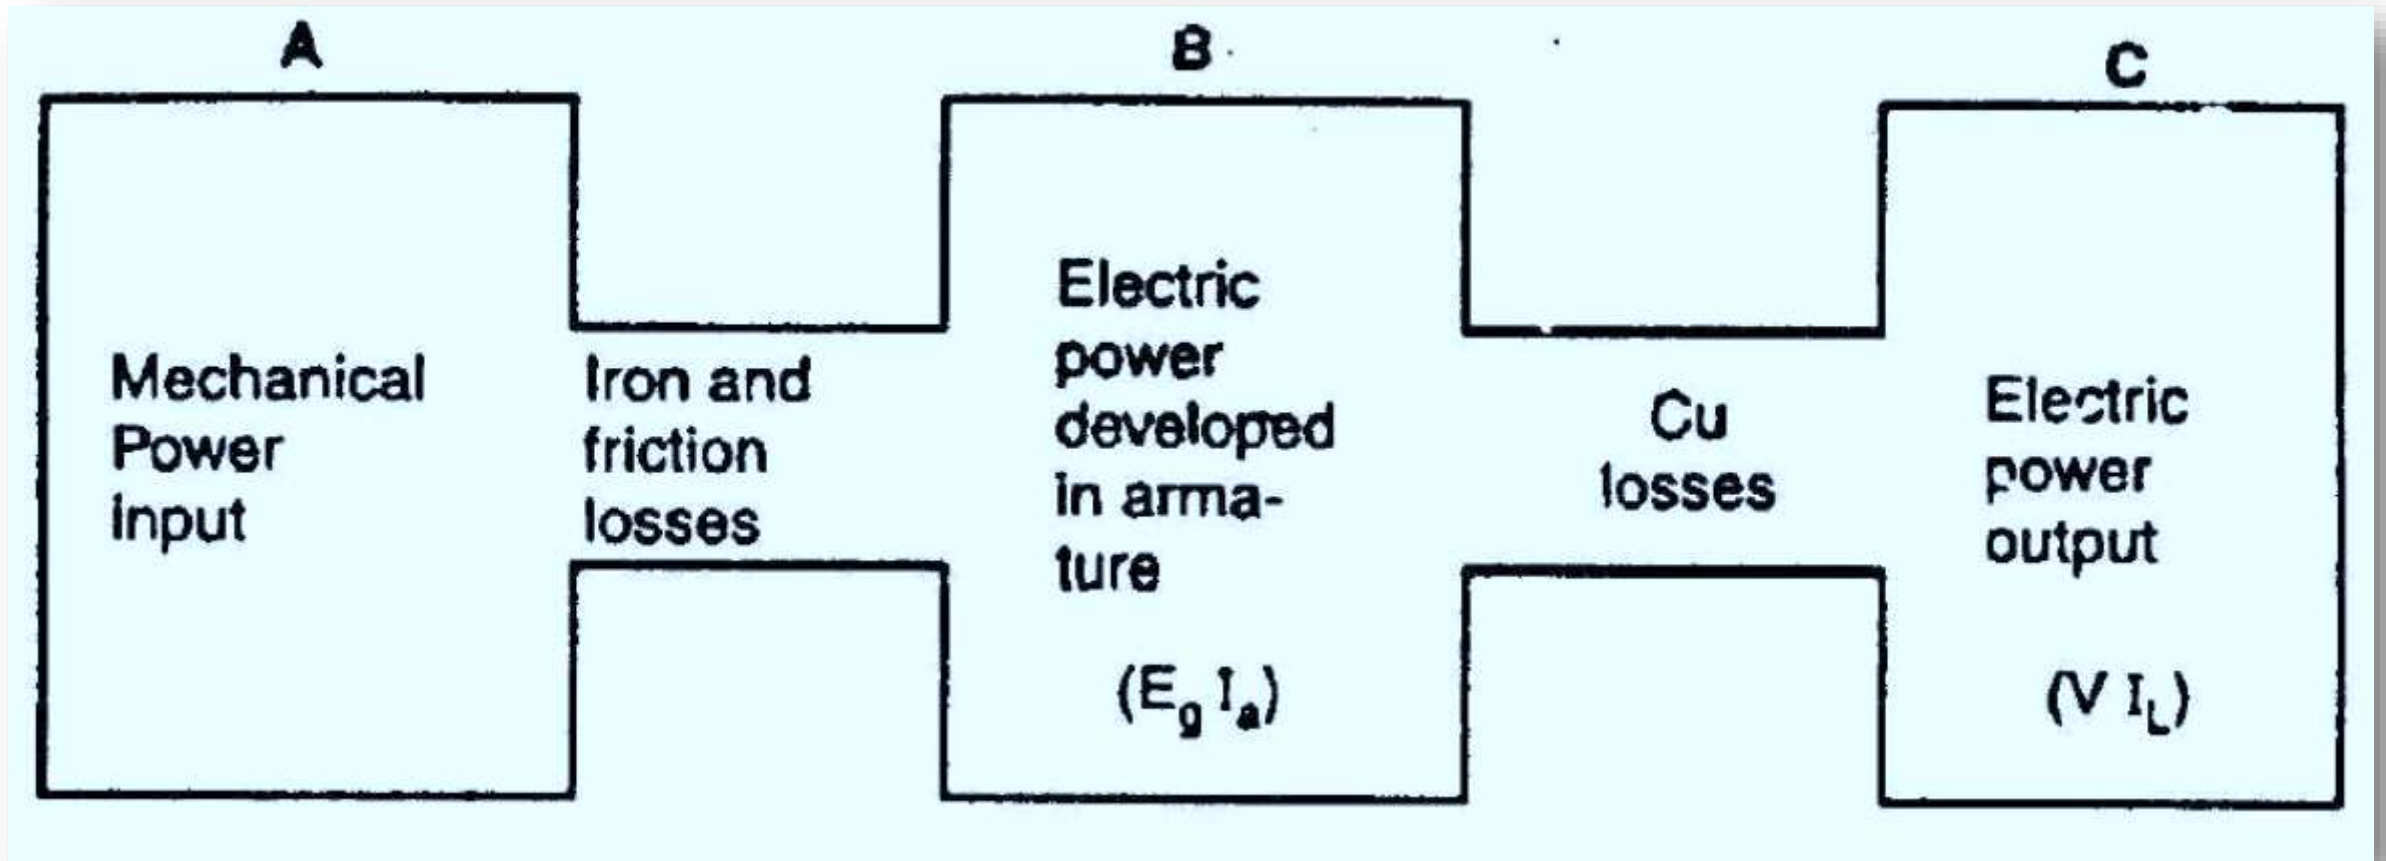 A
B
C
Mechanical
Power
input
Iron and
friction
losses
Electric
power
developed
in arma-
ture
(Eg Ia)
Cu
losses
Electric
power
output
(V IL)